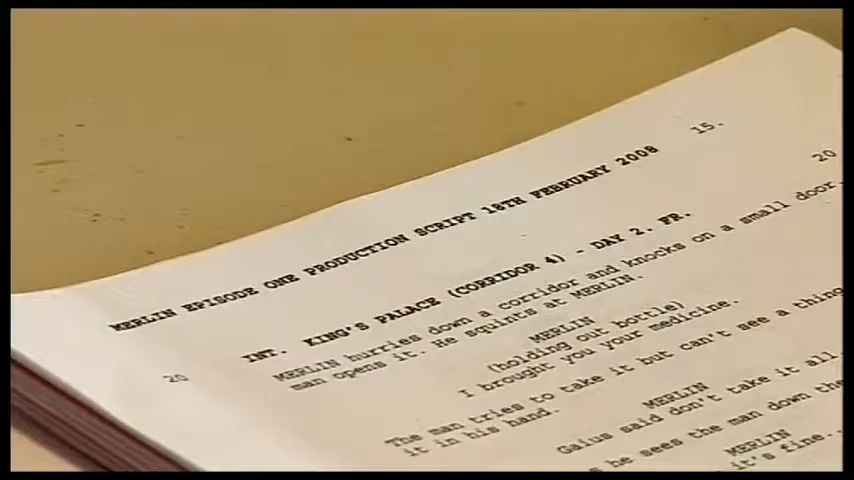 15.
MERLIN EPISODE ONE PRODUCTION SCRIPT 18TH FEBRUARY 2008
20 INT. KING'S PALACE (CORRIDOR 4) - DAY 2. FR. 20
MERLIN hurries down a corridor and knocks on a small door.
man opens it. He squints at MERLIN.
MERLIN
(holding out bottle)
I brought you your medicine.
The man tries to take it but can't see a thing
it in his hand.
MERLIN
Gaius said don't take it all.
he sees the man down the
MERLIN
it's fine..